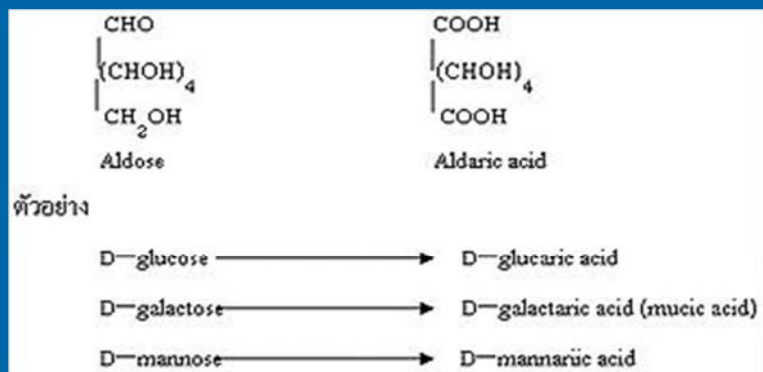 CHO COOH
(CHOH)4 (CHOH)4
CH2OH COOH
Aldose Aldaric acid
ตัวอย่าง
D—glucose D—glucaric acid
D—galactose D—galactaric acid (mucic acid)
D—mannose D—mannariic acid